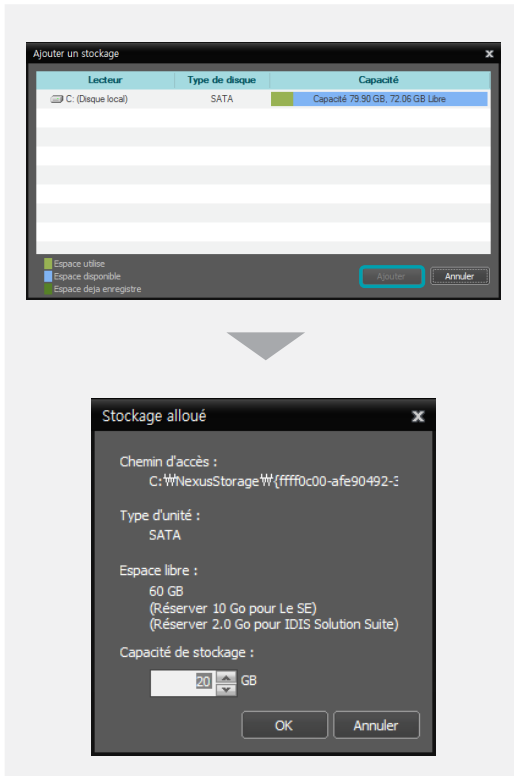 Ajouter un stockage
x
Lecteur Type de disque Capacité
C: (Disque local) SATA Capacité 79.90 GB, 72.06 GB Libre
Espace utilise
Espace disponible
Espace deja enregistre
Ajouter Annuler
Stockage alloué
x
Chemin d'accès :
C:₩NexusStorage₩{ffff0c00-afe90492-3
Type d'unité :
SATA
Espace libre :
60 GB
(Réserver 10 Go pour Le SE)
(Réserver 2.0 Go pour IDIS Solution Suite)
Capacité de stockage :
20 GB
OK Annuler